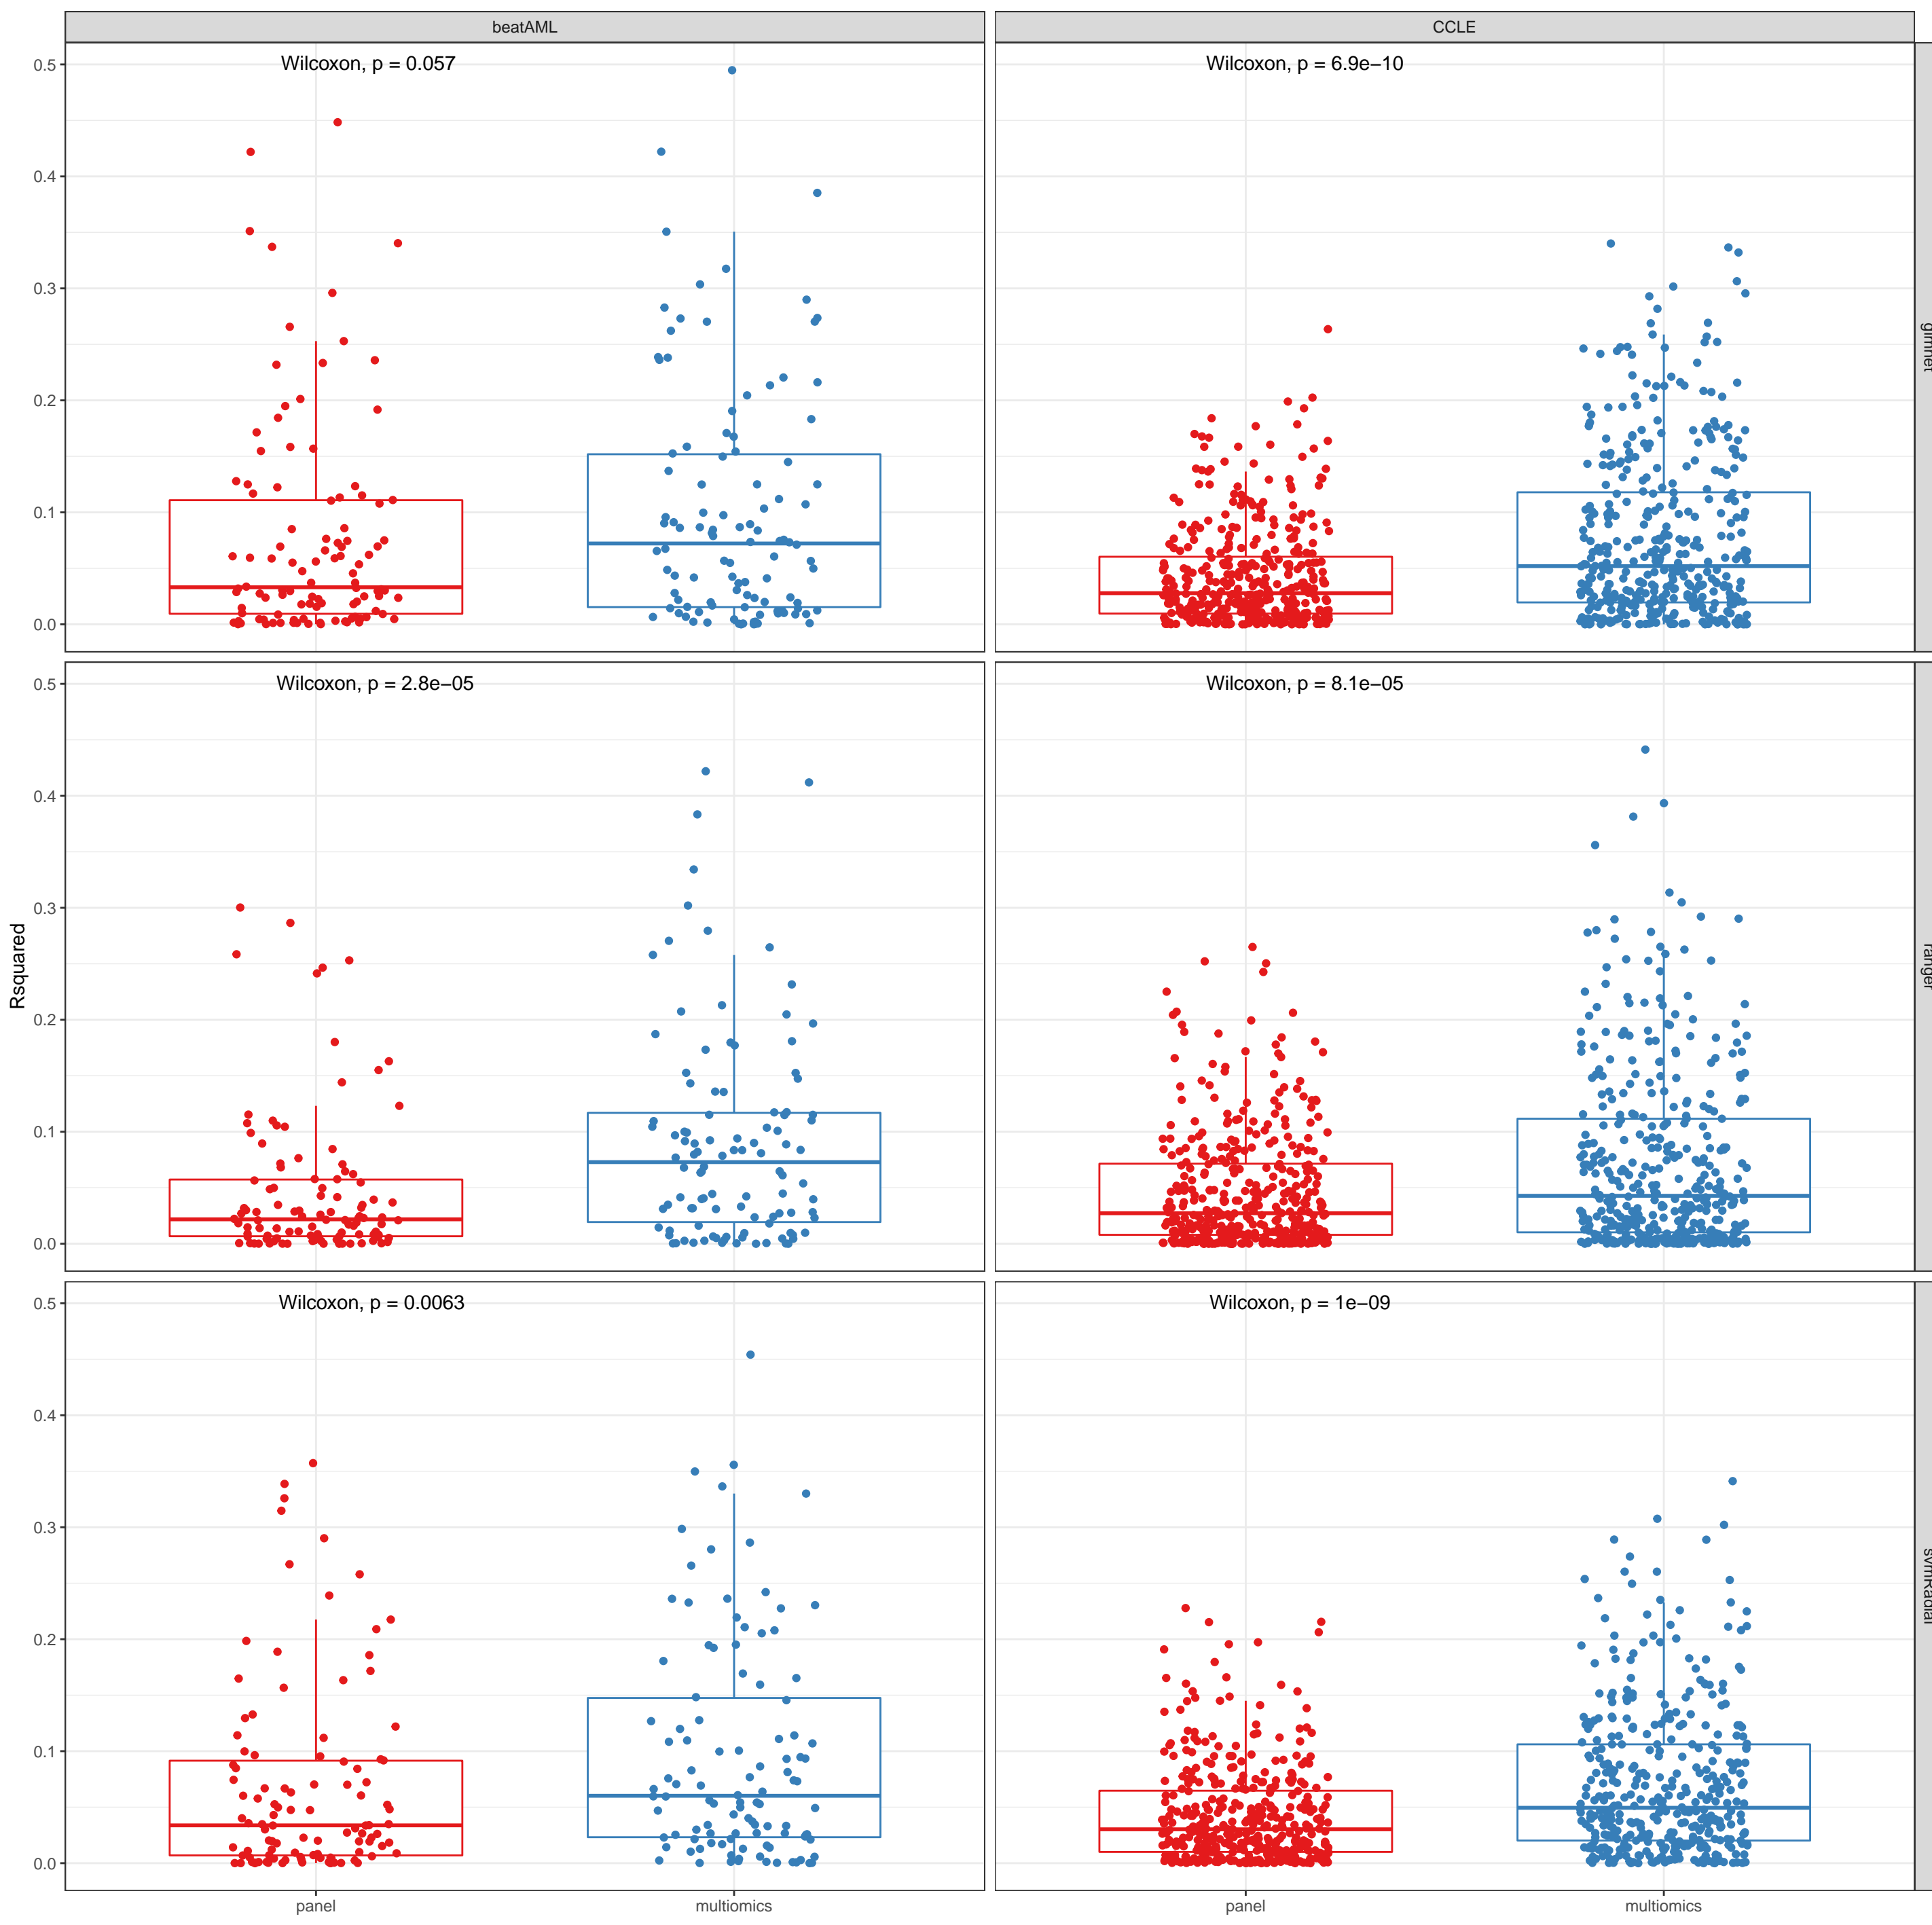 beatAML
CCLE
Wilcoxon, p = 0.057
Wilcoxon, p = 6.9e−10
0.5
0.4
0.3
0.2
0.1
0.0
glmnet
Wilcoxon, p = 2.8e−05
Wilcoxon, p = 8.1e−05
0.5
0.4
0.3
0.2
0.1
0.0
ranger
Rsquared
Wilcoxon, p = 0.0063
Wilcoxon, p = 1e−09
0.5
0.4
0.3
0.2
0.1
0.0
svmRadial
panel
multiomics
panel
multiomics